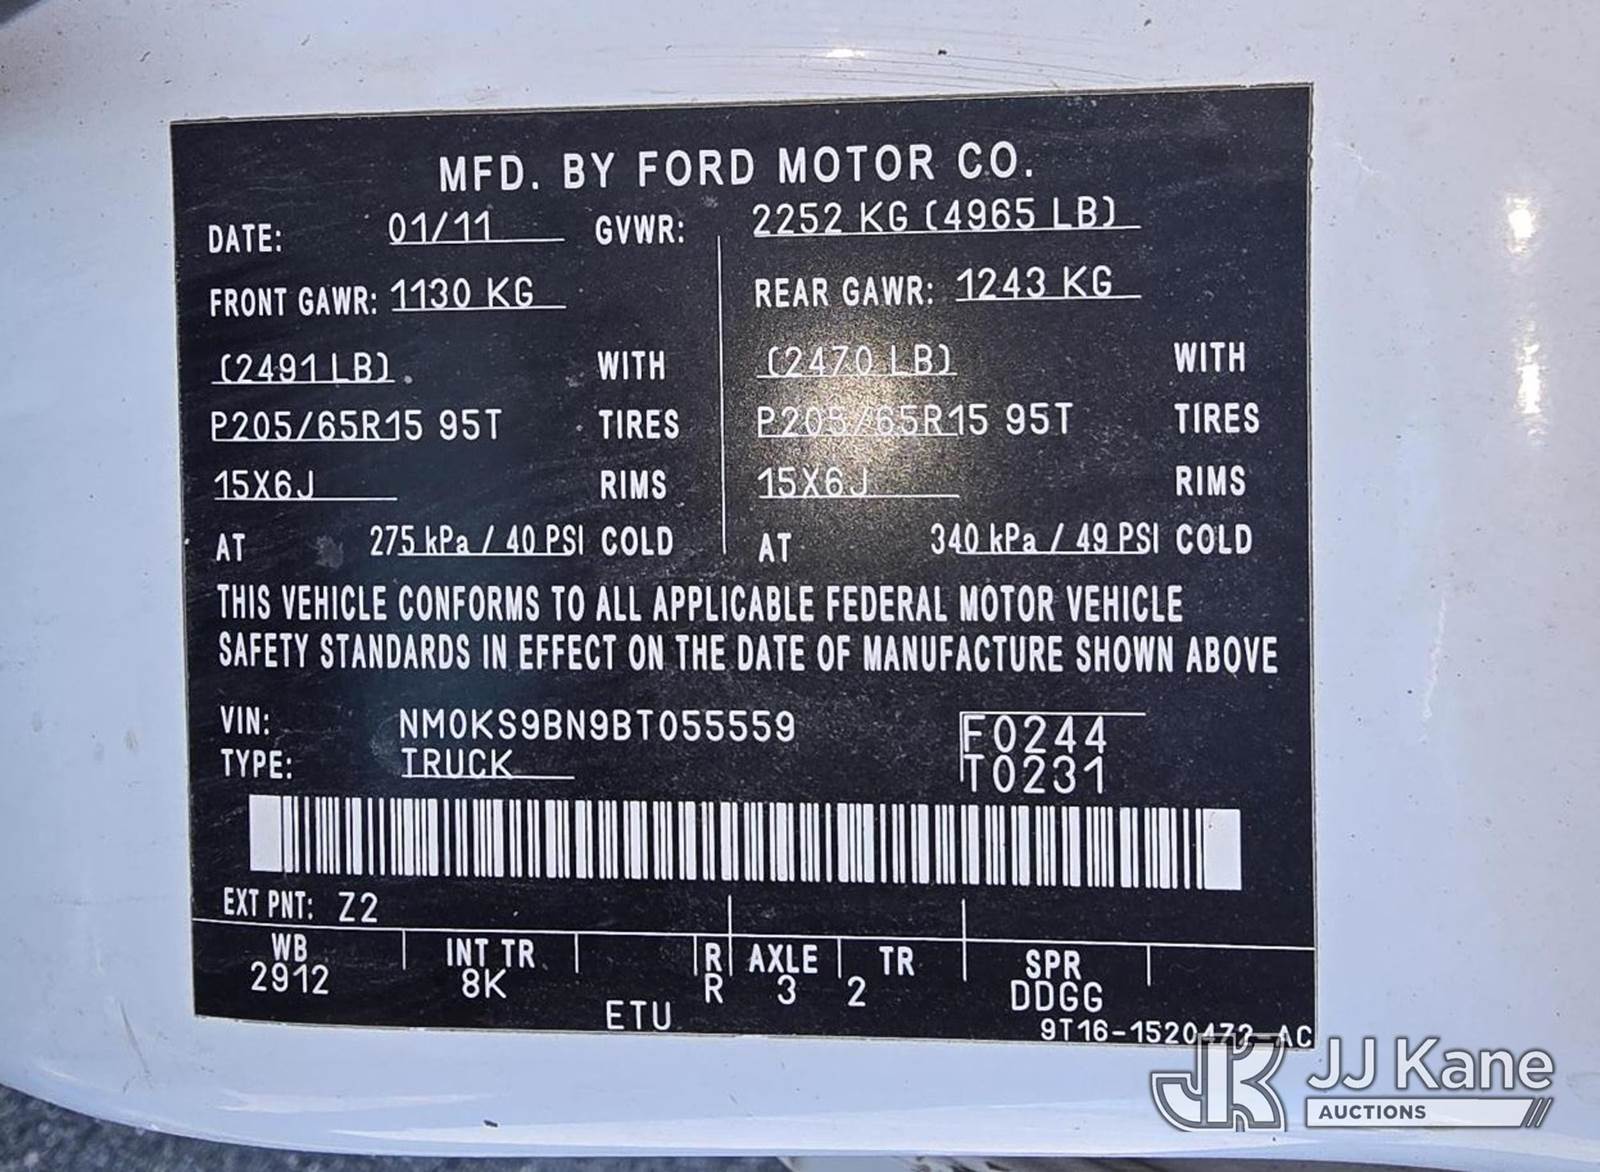 MFD. BY FORD MOTOR CO.
DATE: 01/11 GVWR: 2252 KG (4965 LB)
FRONT GAWR: 1130 KG REAR GAWR: 1243 KG
(2491 LB) WITH (2470 LB) WITH
P205/65R15 95T TIRES P205/65R15 95T TIRES
15X6J RIMS 15X6J RIMS
AT 275 kPa / 40 PSI COLD AT 340 kPa / 49 PSI COLD
THIS VEHICLE CONFORMS TO ALL APPLICABLE FEDERAL MOTOR VEHICLE
SAFETY STANDARDS IN EFFECT ON THE DATE OF MANUFACTURE SHOWN ABOVE
VIN: NM0KS9BN9BT055559 F0244
TYPE: TRUCK T0231
EXT PNT: Z2
WB INT TR R AXLE TR SPR
2912 8K R 3 2 DDGG
ETU
9T16-1520472-AC
JK JJ Kane
AUCTIONS